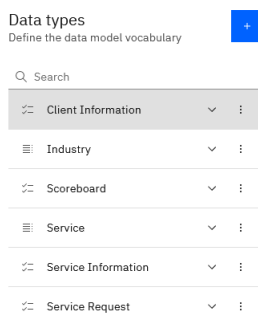 Data types
Define the data model vocabulary
+
Search
Client Information
Industry
Scoreboard
Service
Service Information
Service Request